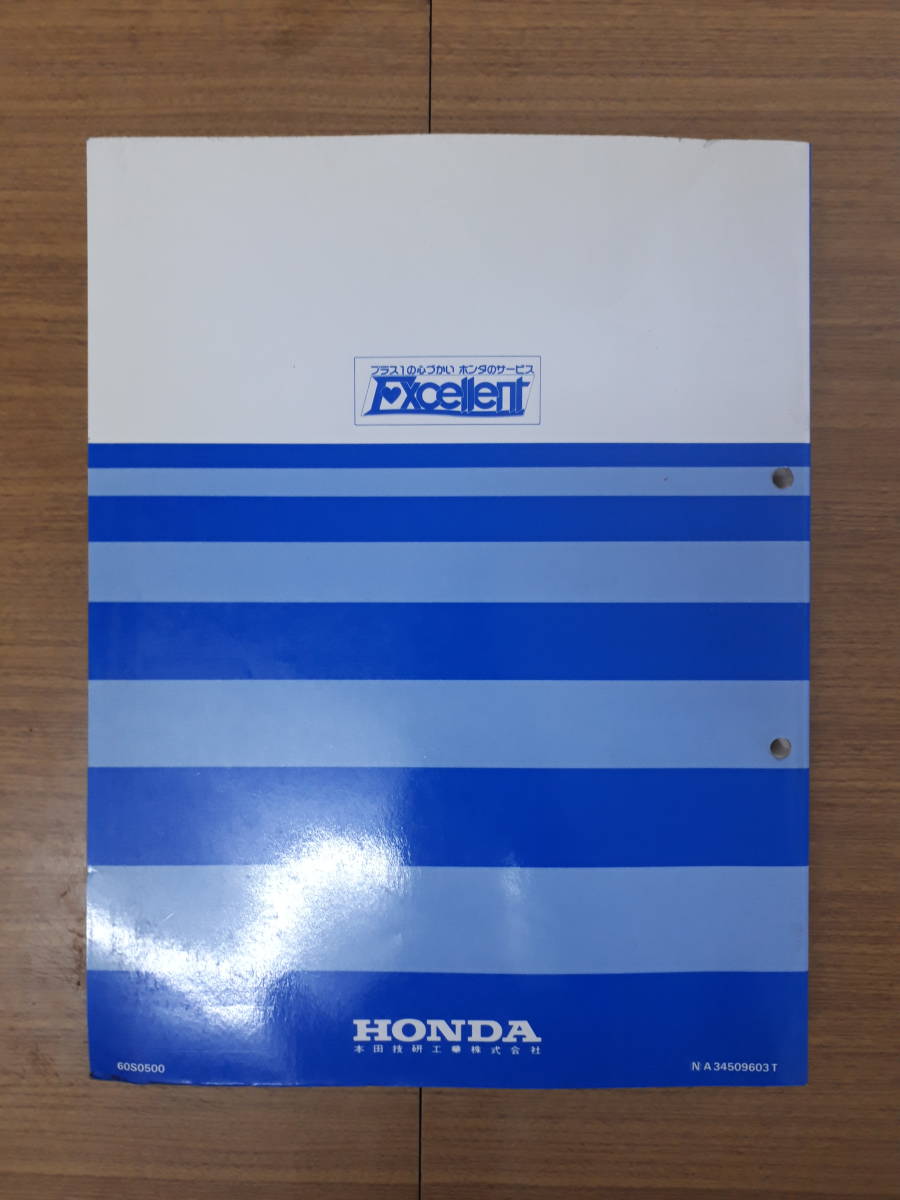 プラス1の心づかい ホンダのサービス
Excellent
HONDA
本田技研工業株式会社
60S0500
N A34509603T